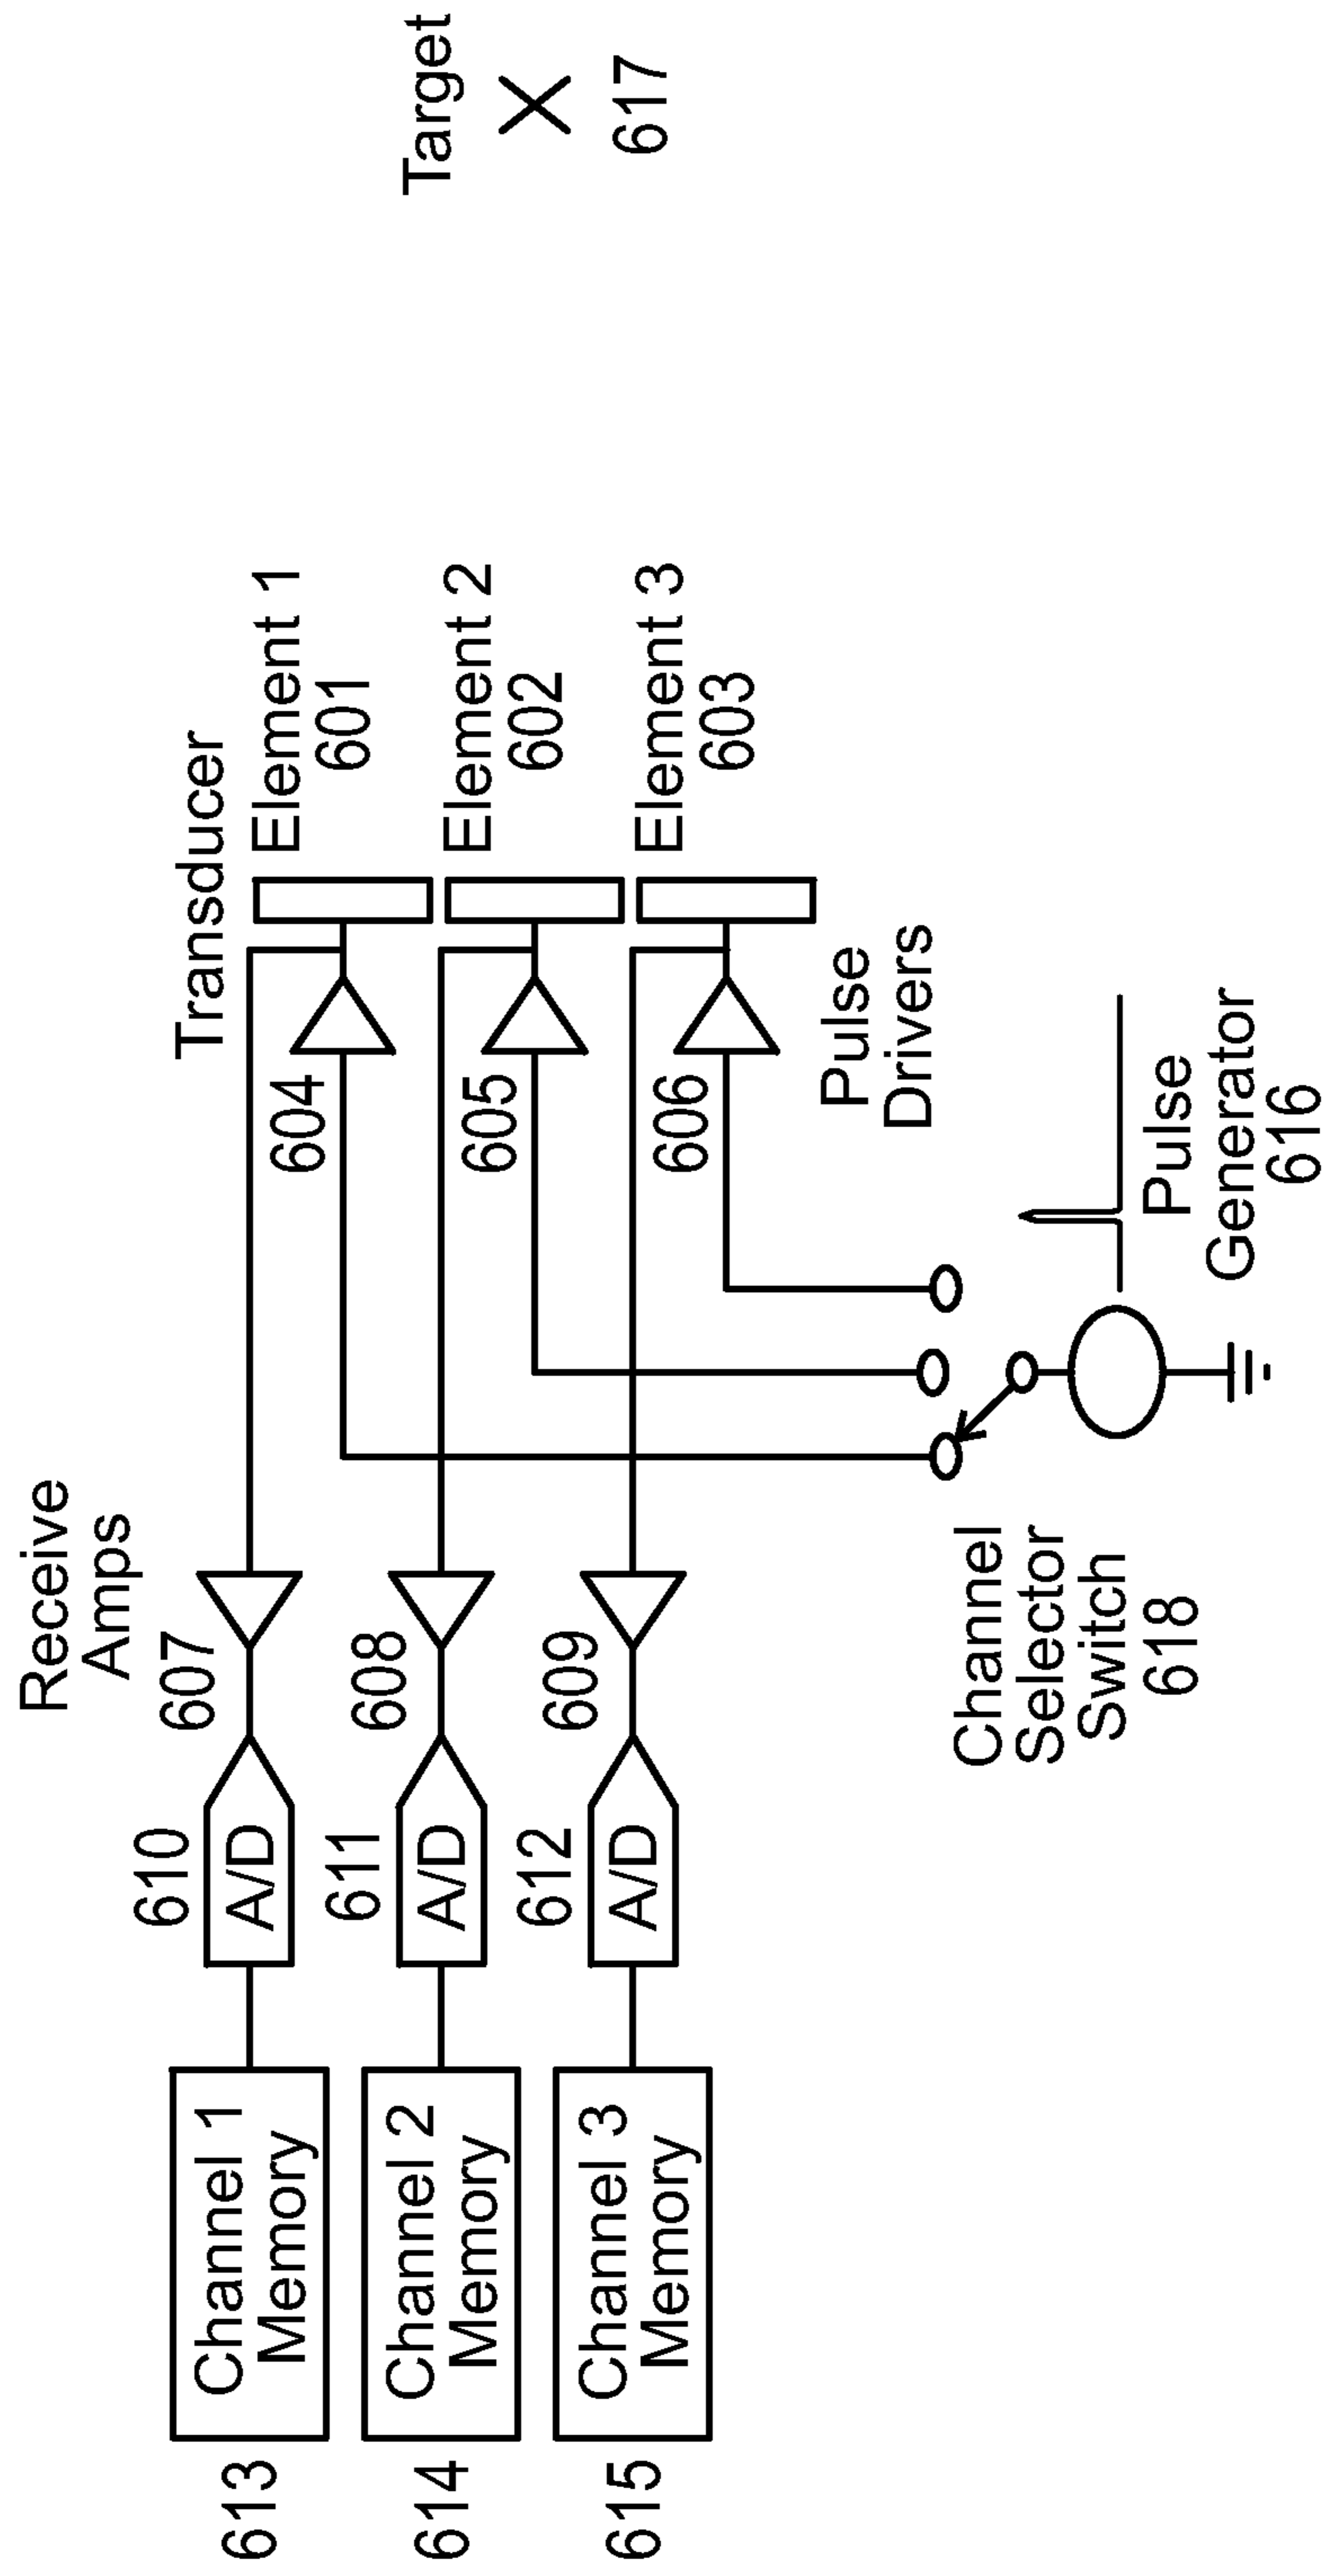 Receive
Amps
Transducer
Target
617
613
Channel 1
Memory
610
A/D
607
604
Element 1
601
614
Channel 2
Memory
611
A/D
608
605
Element 2
602
615
Channel 3
Memory
612
A/D
609
606
Element 3
603
Pulse
Drivers
Channel
Selector
Switch
618
Pulse
Generator
616